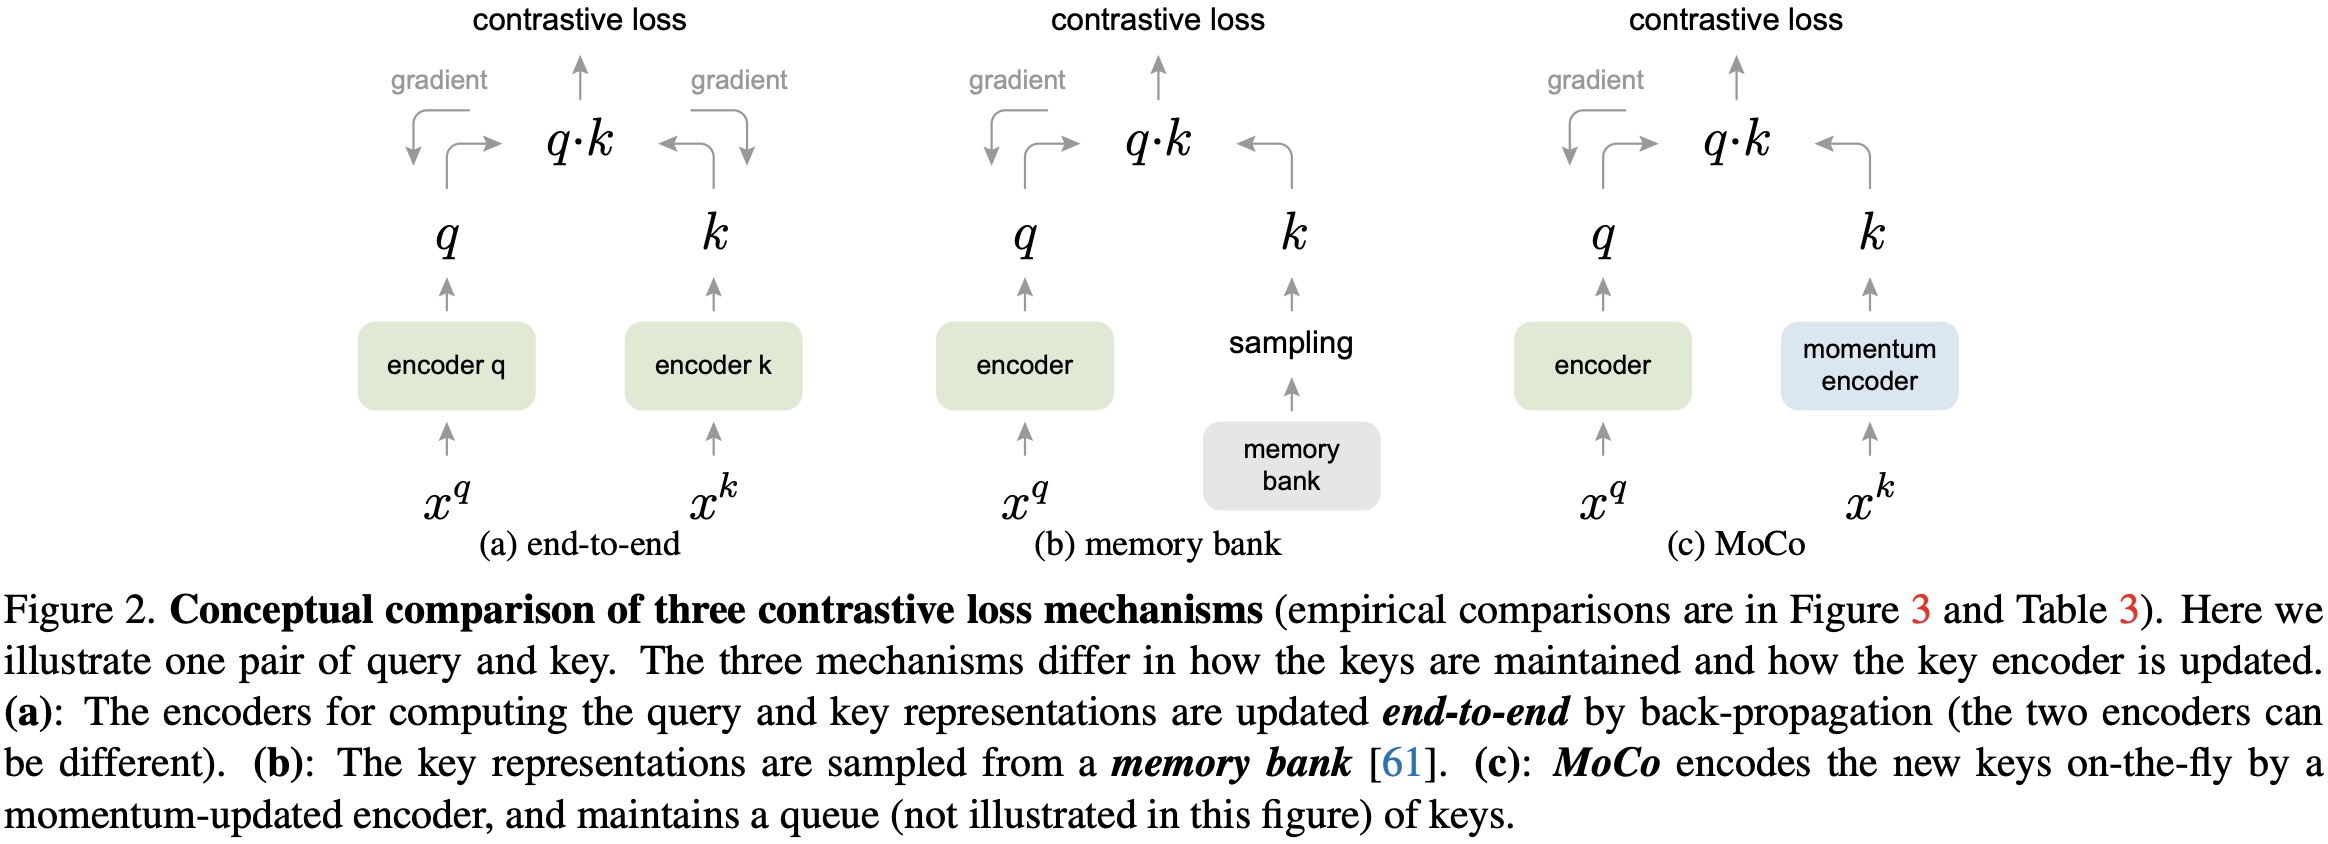 contrastive loss contrastive loss contrastive loss
gradient gradient gradient gradient
q·k q·k q·k
q k q k q k
sampling
encoder q encoder k encoder momentum encoder encoder
memory bank
x^q x^k x^q x^q x^k
(a) end-to-end (b) memory bank (c) MoCo
Figure 2. Conceptual comparison of three contrastive loss mechanisms (empirical comparisons are in Figure 3 and Table 3). Here we
illustrate one pair of query and key. The three mechanisms differ in how the keys are maintained and how the key encoder is updated.
(a): The encoders for computing the query and key representations are updated end-to-end by back-propagation (the two encoders can
be different). (b): The key representations are sampled from a memory bank [61]. (c): MoCo encodes the new keys on-the-fly by a
momentum-updated encoder, and maintains a queue (not illustrated in this figure) of keys.